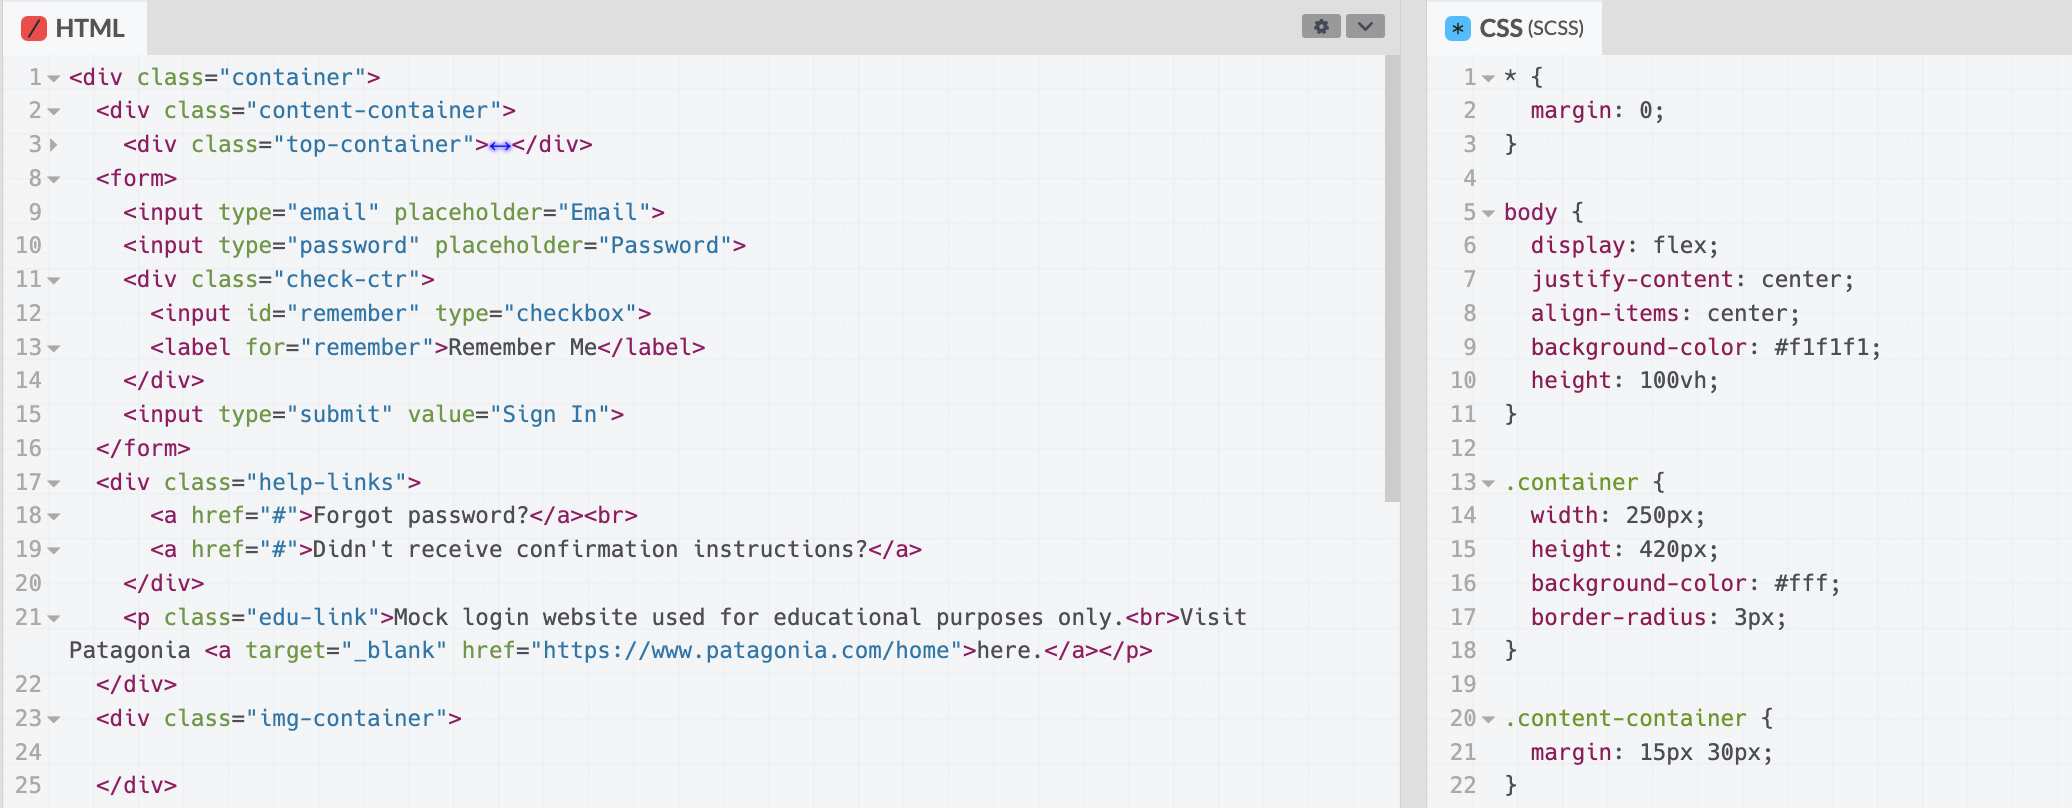 HTML
1 <div class="container">
2 <div class="content-container">
3 <div class="top-container">↔</div>
8 <form>
9 <input type="email" placeholder="Email">
10 <input type="password" placeholder="Password">
11 <div class="check-ctr">
12 <input id="remember" type="checkbox">
13 <label for="remember">Remember Me</label>
14 </div>
15 <input type="submit" value="Sign In">
16 </form>
17 <div class="help-links">
18 <a href="#">Forgot password?</a><br>
19 <a href="#">Didn't receive confirmation instructions?</a>
20 </div>
21 <p class="edu-link">Mock login website used for educational purposes only.<br>Visit
Patagonia <a target="_blank" href="https://www.patagonia.com/home">here.</a></p>
22 </div>
23 <div class="img-container">
24
25 </div>
CSS (SCSS)
1 * {
2 margin: 0;
3 }
4
5 body {
6 display: flex;
7 justify-content: center;
8 align-items: center;
9 background-color: #f1f1f1;
10 height: 100vh;
11 }
12
13 .container {
14 width: 250px;
15 height: 420px;
16 background-color: #fff;
17 border-radius: 3px;
18 }
19
20 .content-container {
21 margin: 15px 30px;
22 }